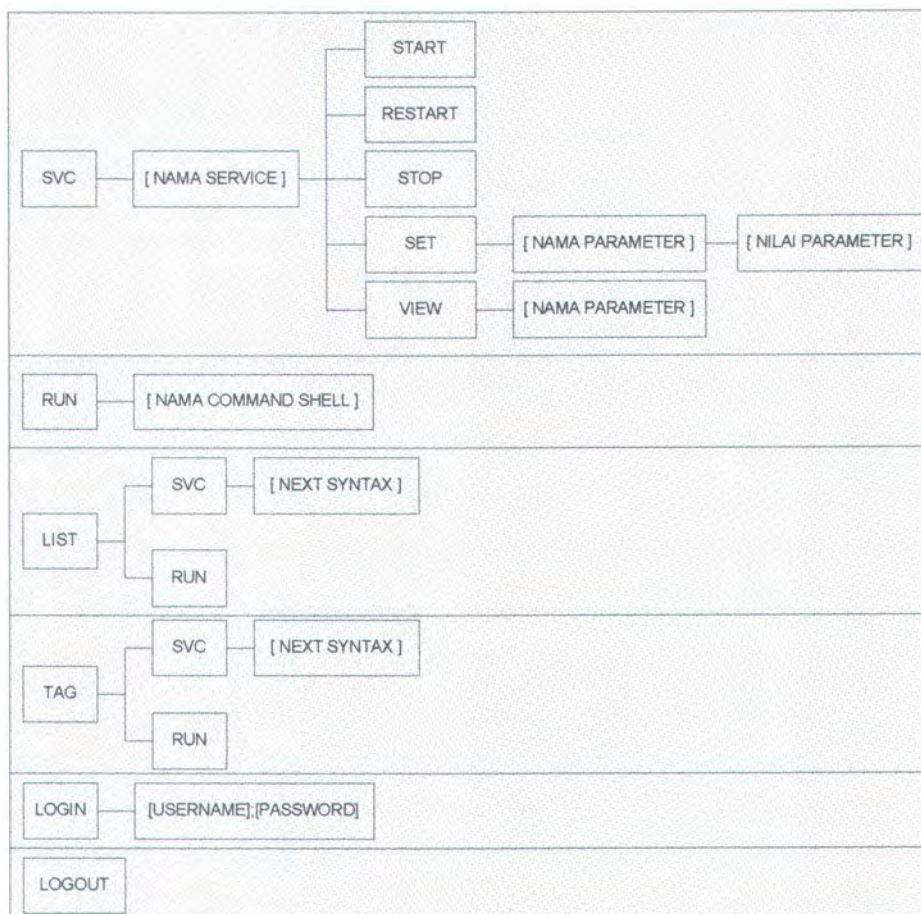 START
RESTART
SVC
[ NAMA SERVICE ]
STOP
SET
[ NAMA PARAMETER ]
[ NILAI PARAMETER ]
VIEW
[ NAMA PARAMETER ]
RUN
[ NAMA COMMAND SHELL ]
SVC
[ NEXT SYNTAX ]
LIST
RUN
SVC
[ NEXT SYNTAX ]
TAG
RUN
LOGIN
[USERNAME];[PASSWORD]
LOGOUT